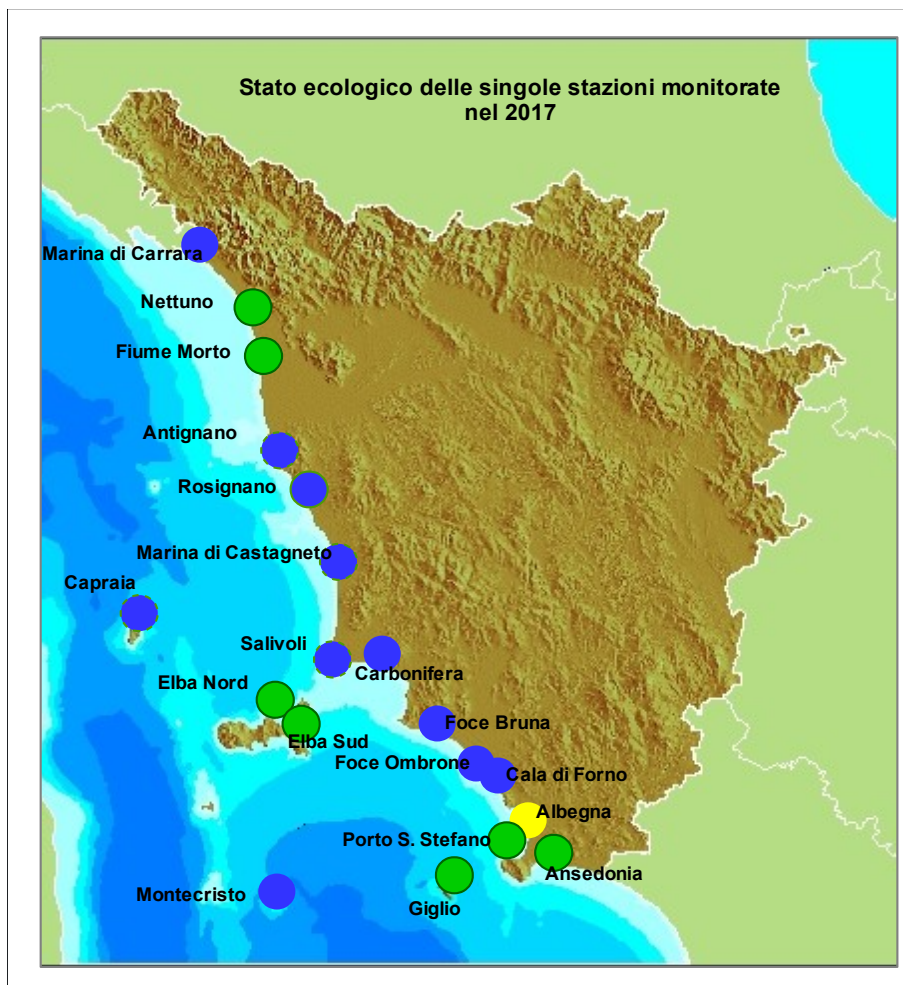 Stato ecologico delle singole stazioni monitorate
nel 2017
Marina di Carrara
Nettuno
Fiume Morto
Antignano
Rosignano
Marina di Castagneto
Capraia
Salivoli
Carbonifera
Elba Nord
Foce Bruna
Elba Sud
Foce Ombrone
Cala di Forno
Albegna
Porto S. Stefano
Ansedonia
Montecristo
Giglio